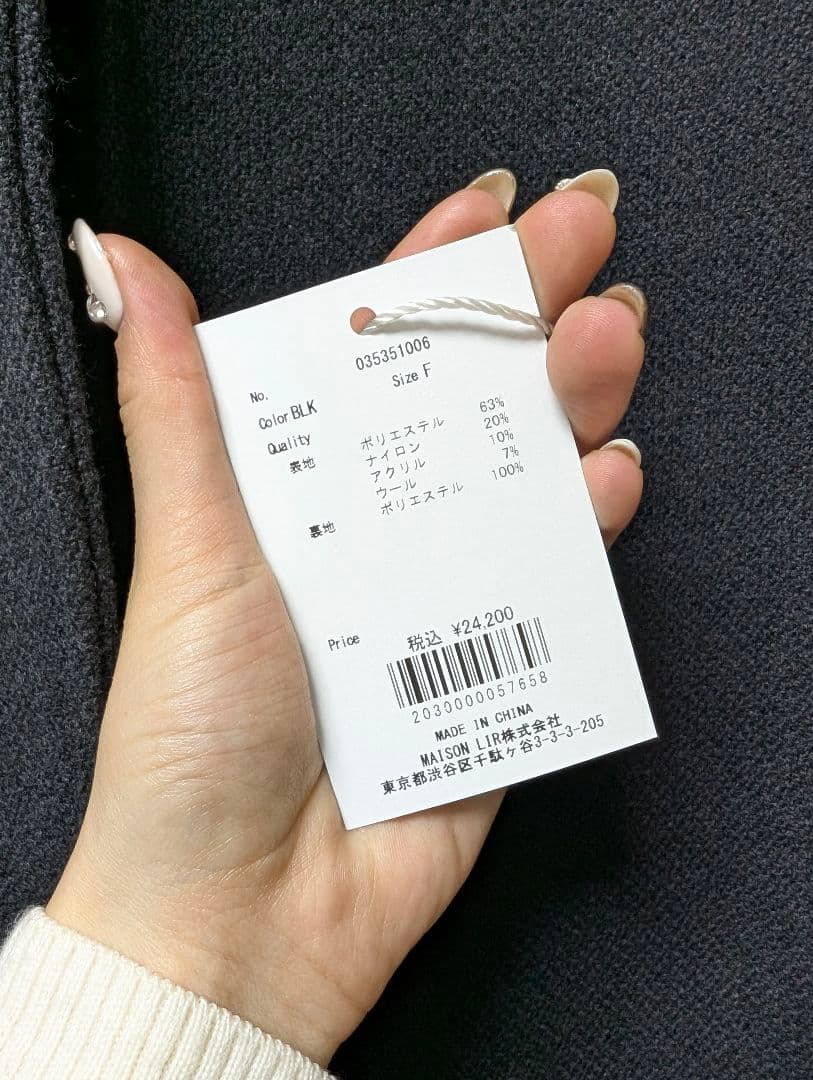 No. 035351006
Color BLK Size F
Quality
表地 ポリエステル 63%
ナイロン 20%
アクリル 10%
ウール 7%
裏地 ポリエステル 100%
Price 税込 ¥24,200
2030000057658
MADE IN CHINA
MAISON LIR株式会社
東京都渋谷区千駄ヶ谷3-3-3-205